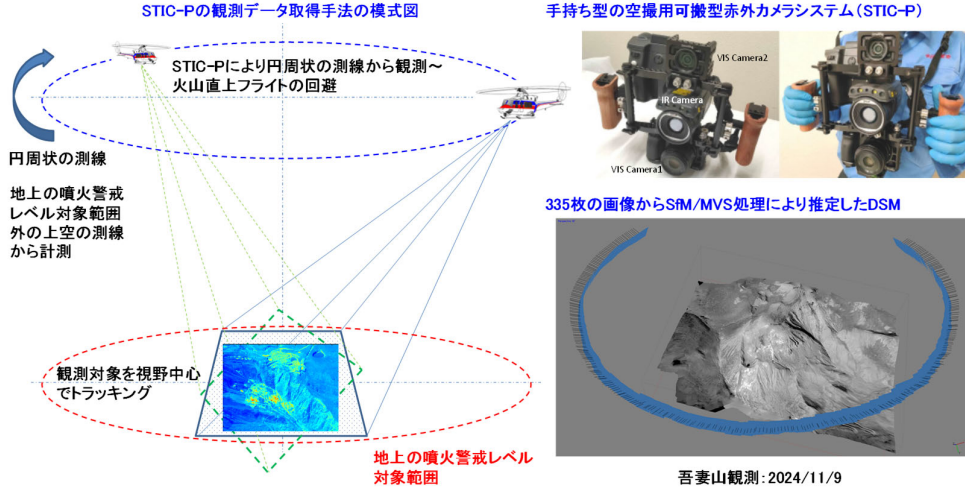 STIC-Pの観測データ取得手法の模式図
STIC-Pにより円周状の測線から観測～
火山直上フライトの回避
円周状の測線
地上の噴火警戒
レベル対象範囲
外の上空の測線
から計測
観測対象を視野中心
でトラッキング
地上の噴火警戒レベル
対象範囲
手持ち型の空撮用可搬型赤外カメラシステム(STIC-P)
VIS Camera2
IR Camera
VIS Camera1
335枚の画像からSfM/MVS処理により推定したDSM
吾妻山観測:2024/11/9